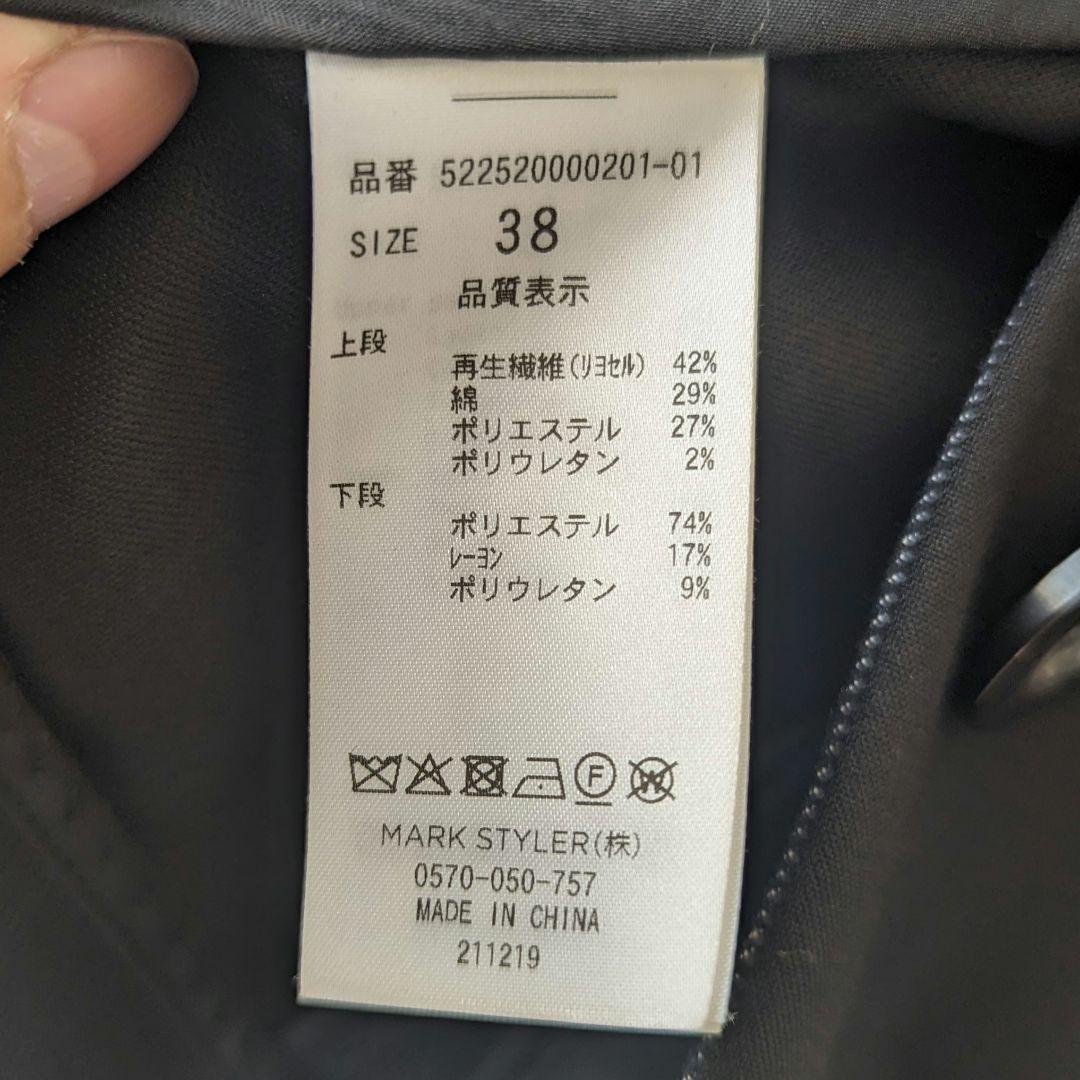 品番 522520000201-01
SIZE 38
品質表示
上段
再生繊維(ﾘﾖｾﾙ) 42%
綿 29%
ポリエステル 27%
ポリウレタン 2%
下段
ポリエステル 74%
ﾚｰﾖﾝ 17%
ポリウレタン 9%
F W
MARK STYLER(株)
0570-050-757
MADE IN CHINA
211219